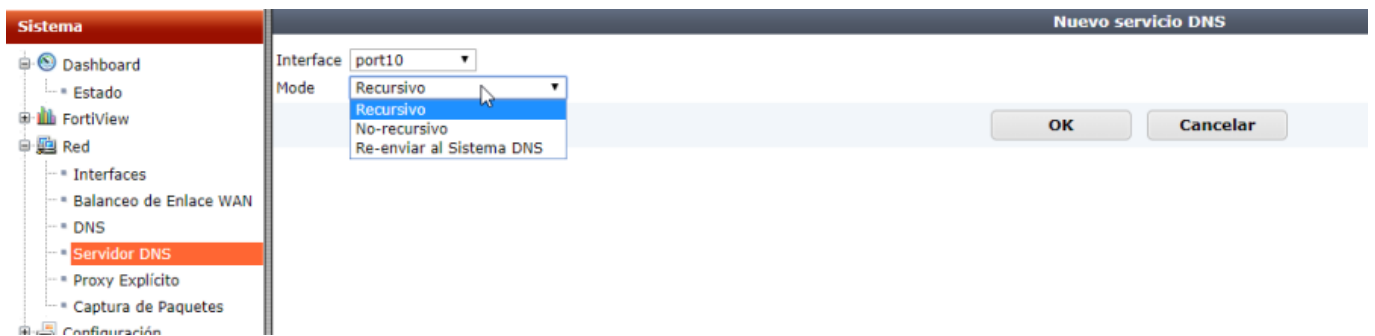 Sistema
Nuevo servicio DNS
Dashboard
Estado
FortiView
Red
Interfaces
Balanceo de Enlace WAN
DNS
Servidor DNS
Proxy Explícito
Captura de Paquetes
Configuración
Interface port10
Mode Recursivo
Recursivo
No-recursivo
Re-enviar al Sistema DNS
OK Cancelar